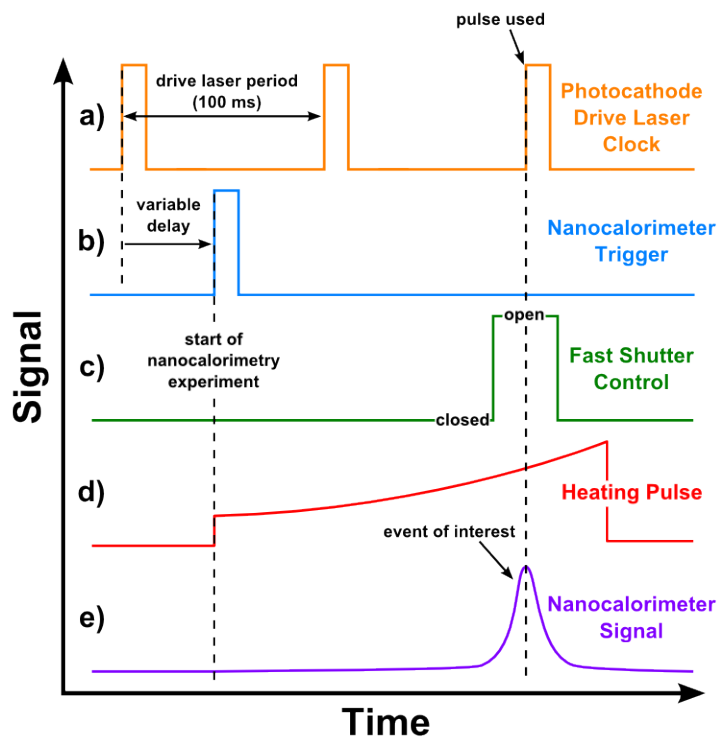 pulse used
a)
drive laser period
(100 ms)
Photocathode
Drive Laser
Clock
b)
variable
delay
Nanocalorimeter
Trigger
c)
start of
nanocalorimetry
experiment
open
closed
Fast Shutter
Control
d)
Heating Pulse
e)
event of interest
Nanocalorimeter
Signal
Signal
Time